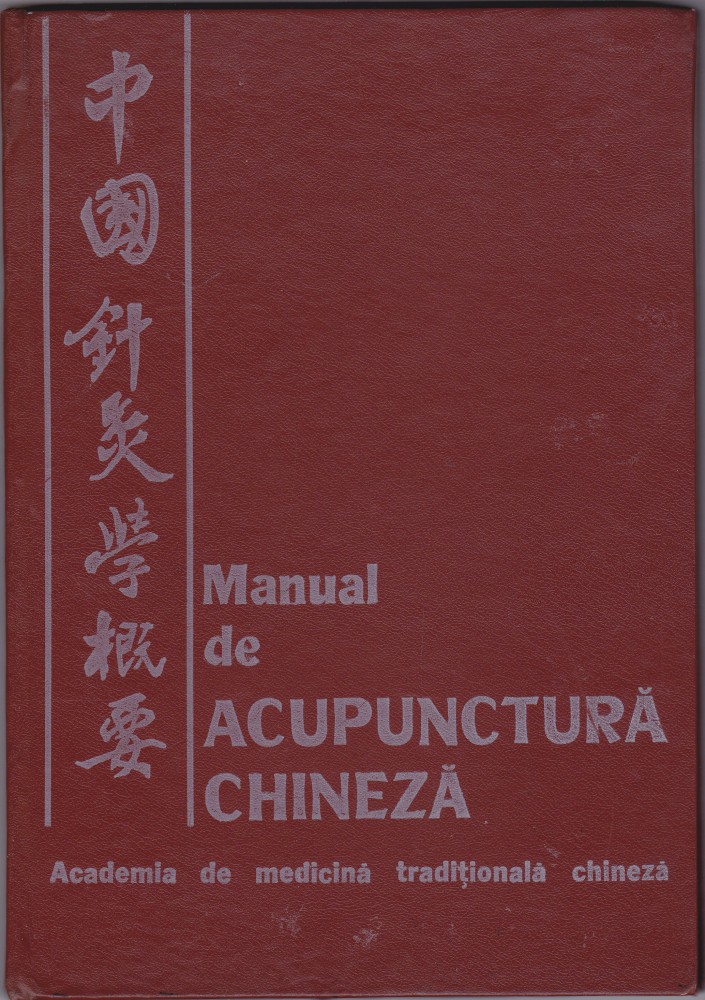 中國針灸學概要
Manual
de
ACUPUNCTURĂ
CHINEZĂ
Academia de medicină tradițională chineză